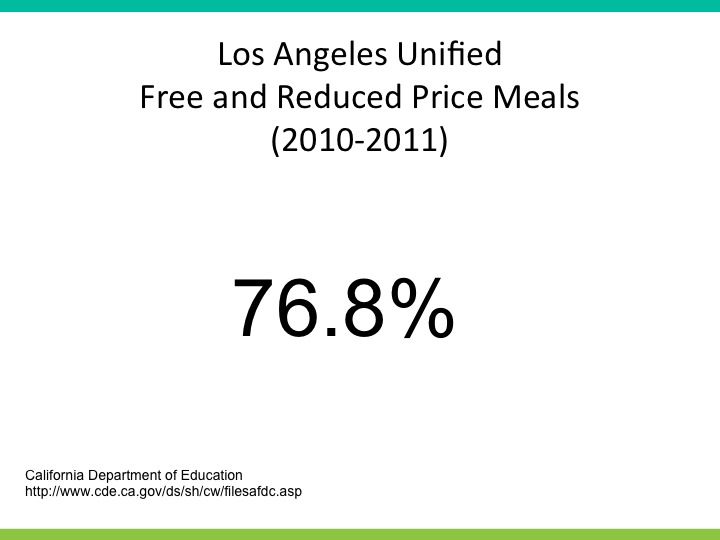 Los Angeles Unified
Free and Reduced Price Meals
(2010-2011)
76.8%
California Department of Education
http://www.cde.ca.gov/ds/sh/cw/filesafdc.asp